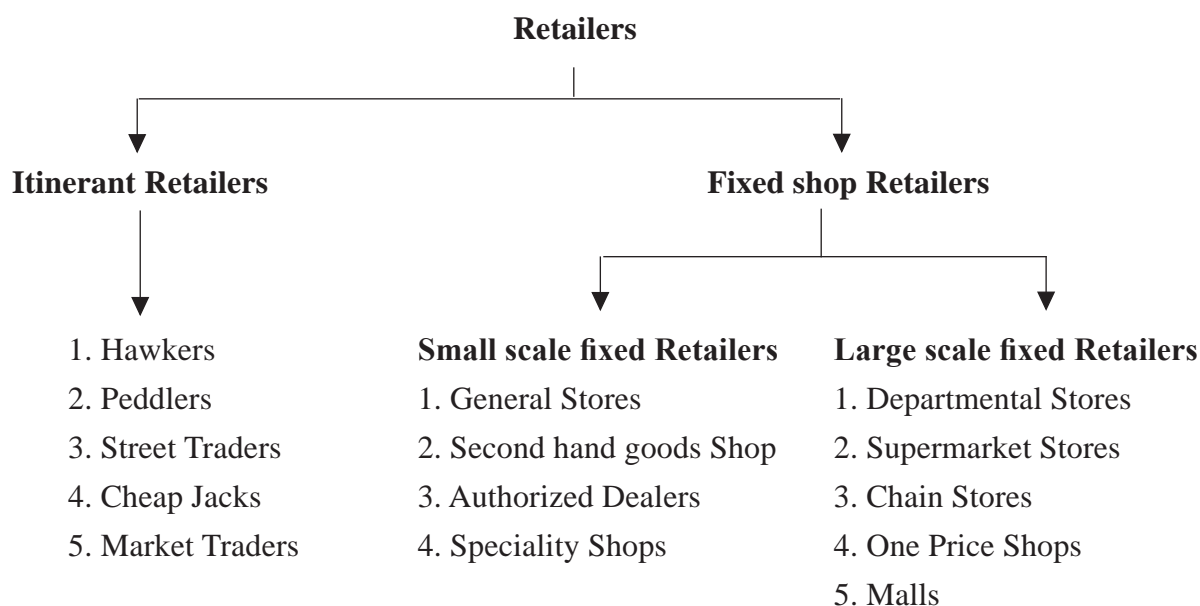 Retailers
Itinerant Retailers
Fixed shop Retailers
1. Hawkers
2. Peddlers
3. Street Traders
4. Cheap Jacks
5. Market Traders
Small scale fixed Retailers
1. General Stores
2. Second hand goods Shop
3. Authorized Dealers
4. Speciality Shops
Large scale fixed Retailers
1. Departmental Stores
2. Supermarket Stores
3. Chain Stores
4. One Price Shops
5. Malls